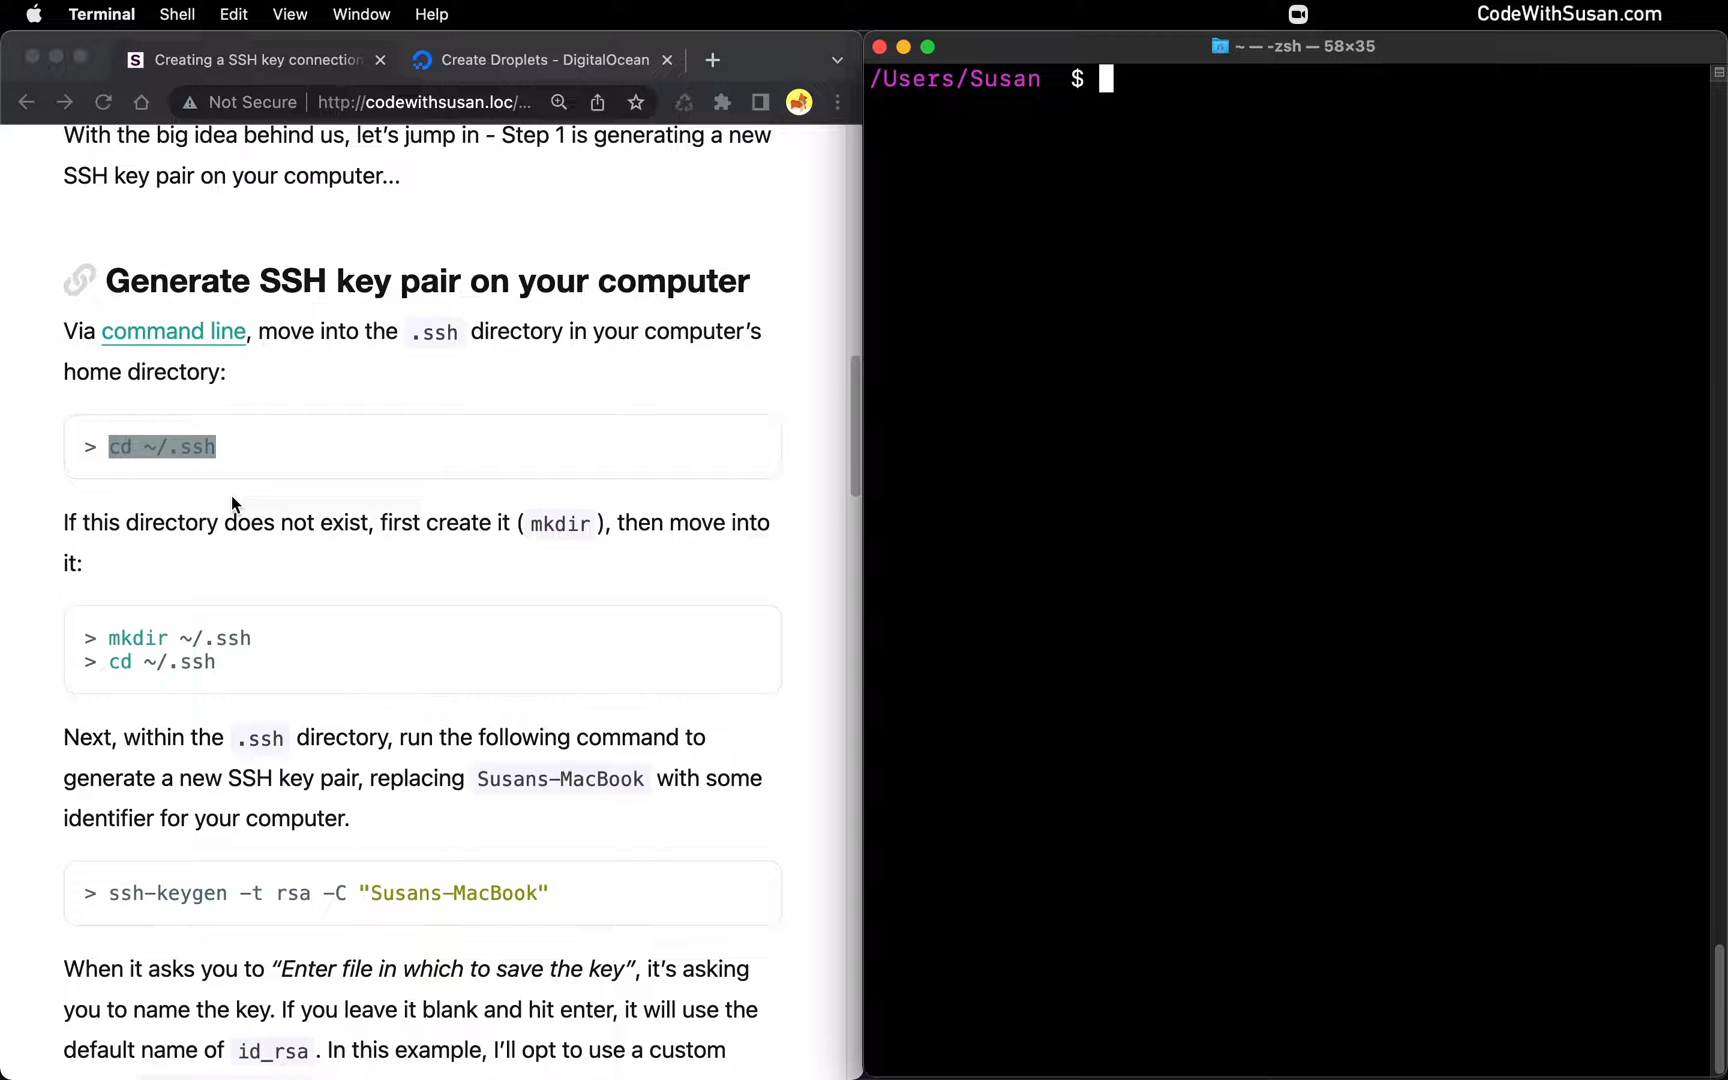 Terminal Shell Edit View Window Help
CodeWithSusan.com
Creating a SSH key connection
Create Droplets - DigitalOcean
~ — -zsh — 58×35
Not Secure
http://codewithsusan.loc/...
/Users/Susan $
With the big idea behind us, let's jump in - Step 1 is generating a new
SSH key pair on your computer...
Generate SSH key pair on your computer
Via command line, move into the .ssh directory in your computer's
home directory:
> cd ~/.ssh
If this directory does not exist, first create it ( mkdir ), then move into
it:
> mkdir ~/.ssh
> cd ~/.ssh
Next, within the .ssh directory, run the following command to
generate a new SSH key pair, replacing Susans-MacBook with some
identifier for your computer.
> ssh-keygen -t rsa -C "Susans-MacBook"
When it asks you to “Enter file in which to save the key”, it's asking
you to name the key. If you leave it blank and hit enter, it will use the
default name of id_rsa . In this example, I'll opt to use a custom